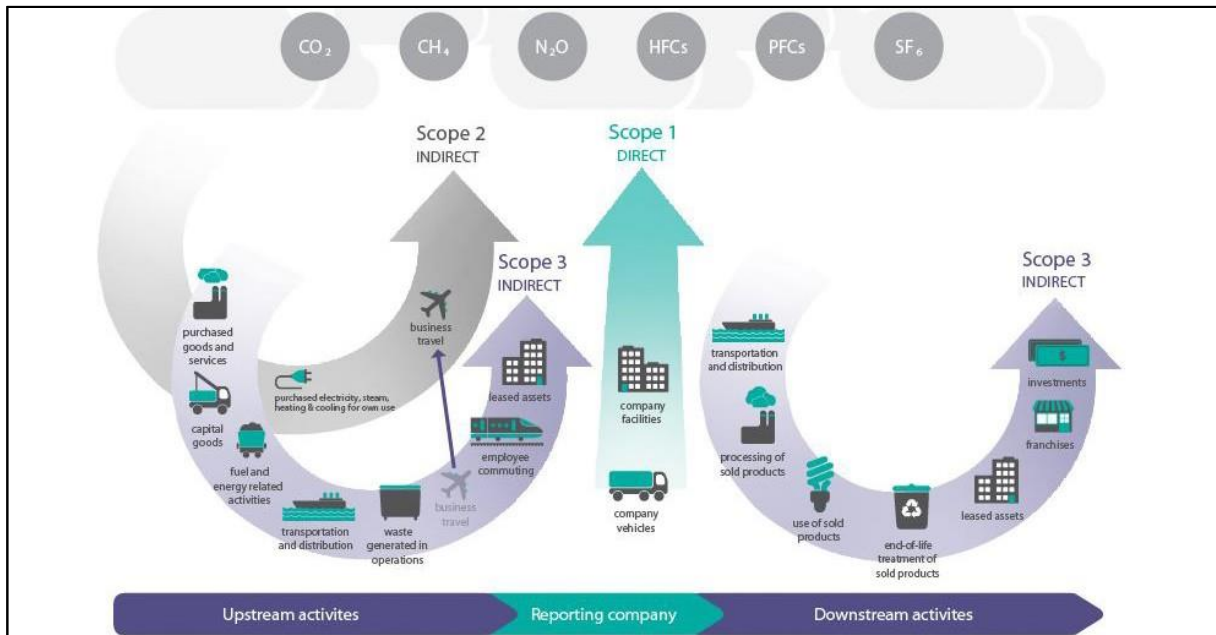 CO₂
CH₄
N₂O
HFCs
PFCs
SF₆
Scope 2
INDIRECT
Scope 1
DIRECT
Scope 3
INDIRECT
Scope 3
INDIRECT
purchased
goods and
services
business
travel
purchased electricity, steam,
heating & cooling for own use
capital
goods
leased assets
fuel and
energy related
activities
employee
commuting
business
travel
transportation
and distribution
waste
generated in
operations
company
facilities
company
vehicles
transportation
and distribution
processing of
sold products
use of sold
products
end-of-life
treatment of
sold products
leased assets
franchises
investments
$
Upstream activites
Reporting company
Downstream activites